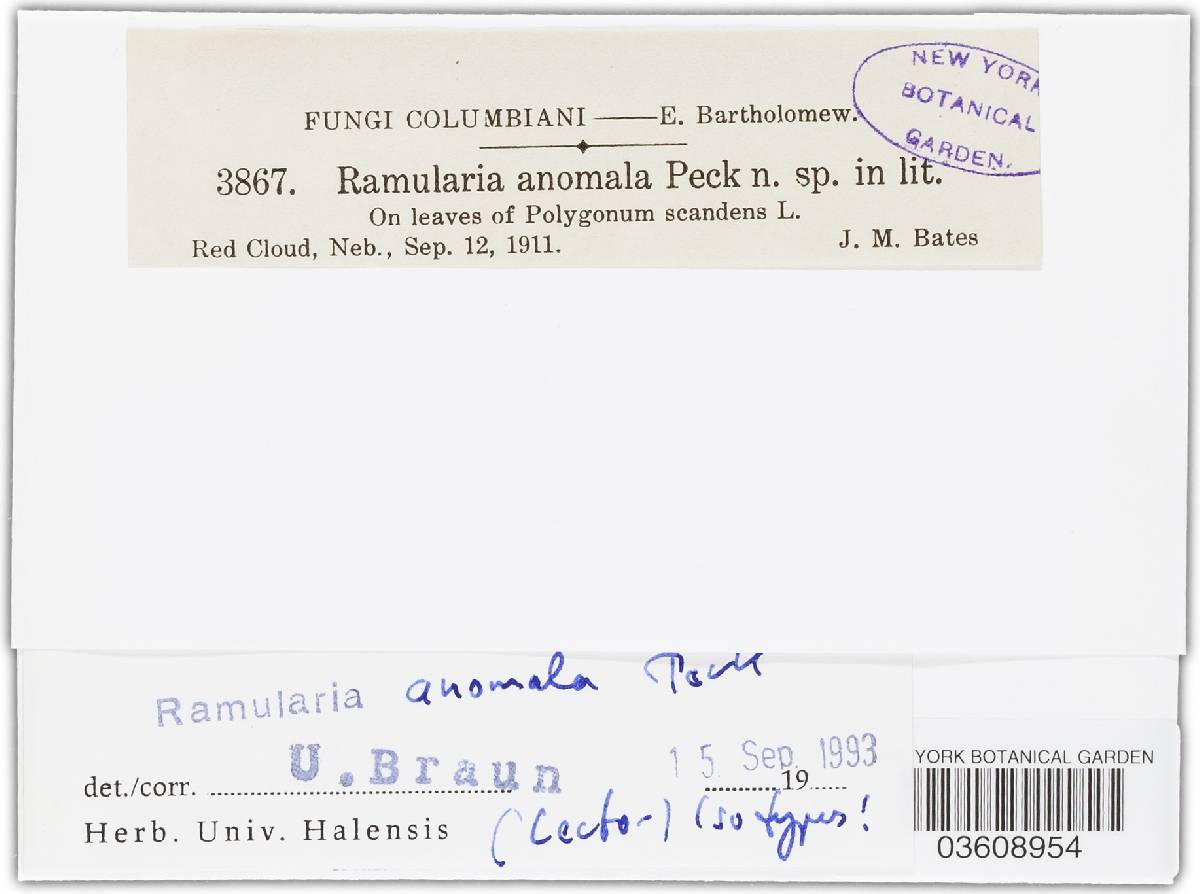 NEW YORK
BOTANICAL
GARDEN.
FUNGI COLUMBIANI — E. Bartholomew.
3867. Ramularia anomala Peck n. sp. in lit.
On leaves of Polygonum scandens L.
Red Cloud, Neb., Sep. 12, 1911. J. M. Bates
Ramularia anomala Peck
U. Braun 15. Sep. 1993
det./corr. .......... 19.....
Herb. Univ. Halensis (Lecto-) Isotypus!
YORK BOTANICAL GARDEN
03608954